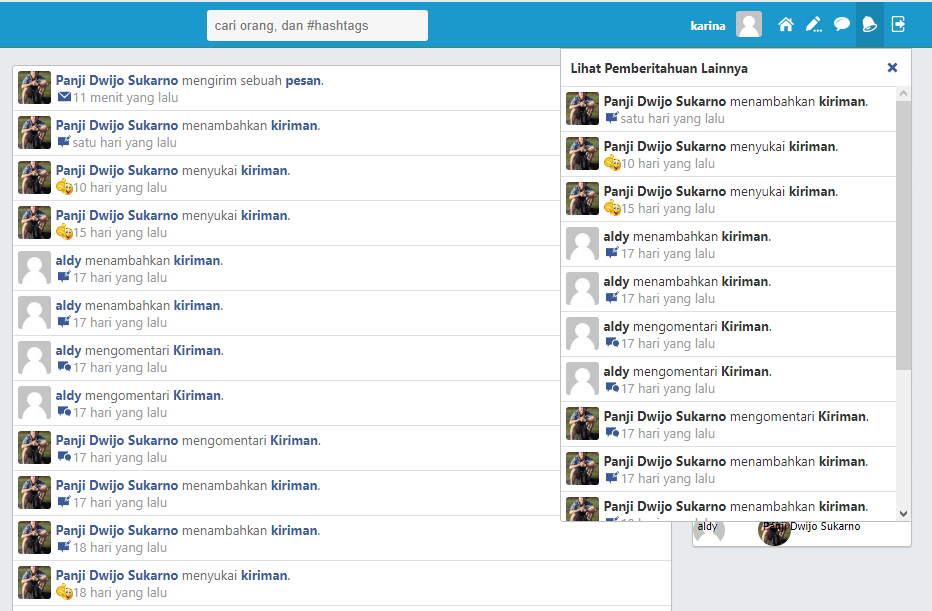 cari orang, dan #hashtags
karina
Panji Dwijo Sukarno mengirim sebuah pesan.
11 menit yang lalu
Panji Dwijo Sukarno menambahkan kiriman.
satu hari yang lalu
Panji Dwijo Sukarno menyukai kiriman.
10 hari yang lalu
Panji Dwijo Sukarno menyukai kiriman.
15 hari yang lalu
aldy menambahkan kiriman.
17 hari yang lalu
aldy menambahkan kiriman.
17 hari yang lalu
aldy mengomentari Kiriman.
17 hari yang lalu
aldy mengomentari Kiriman.
17 hari yang lalu
Panji Dwijo Sukarno mengomentari Kiriman.
17 hari yang lalu
Panji Dwijo Sukarno menambahkan kiriman.
17 hari yang lalu
Panji Dwijo Sukarno menambahkan kiriman.
18 hari yang lalu
Panji Dwijo Sukarno menyukai kiriman.
18 hari yang lalu
Lihat Pemberitahuan Lainnya
Panji Dwijo Sukarno menambahkan kiriman.
satu hari yang lalu
Panji Dwijo Sukarno menyukai kiriman.
10 hari yang lalu
Panji Dwijo Sukarno menyukai kiriman.
15 hari yang lalu
aldy menambahkan kiriman.
17 hari yang lalu
aldy menambahkan kiriman.
17 hari yang lalu
aldy mengomentari Kiriman.
17 hari yang lalu
aldy mengomentari Kiriman.
17 hari yang lalu
Panji Dwijo Sukarno mengomentari Kiriman.
17 hari yang lalu
Panji Dwijo Sukarno menambahkan kiriman.
17 hari yang lalu
Panji Dwijo Sukarno menambahkan kiriman.
aldy
Panji Dwijo Sukarno